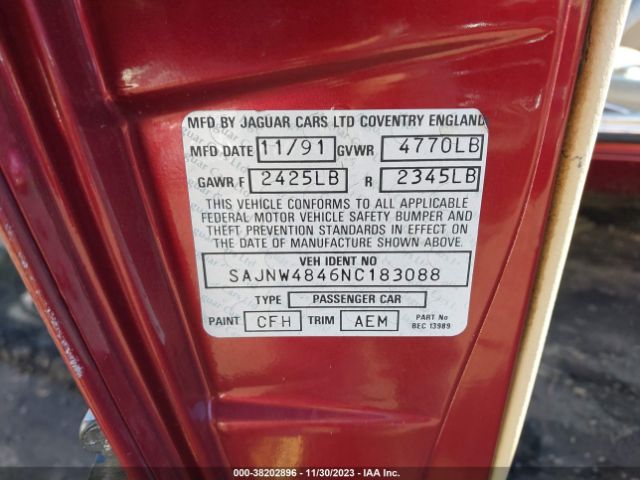 MFD BY JAGUAR CARS LTD COVENTRY ENGLAND
MFD DATE 11/91 GVWR 4770LB
GAWR F 2425LB R 2345LB
THIS VEHICLE CONFORMS TO ALL APPLICABLE
FEDERAL MOTOR VEHICLE SAFETY BUMPER AND
THEFT PREVENTION STANDARDS IN EFFECT ON
THE DATE OF MANUFACTURE SHOWN ABOVE.
VEH IDENT NO
SAJNW4846NC183088
TYPE PASSENGER CAR
PAINT CFH TRIM AEM PART No
BEC 13989
000-38202896 - 11/30/2023 - IAA Inc.